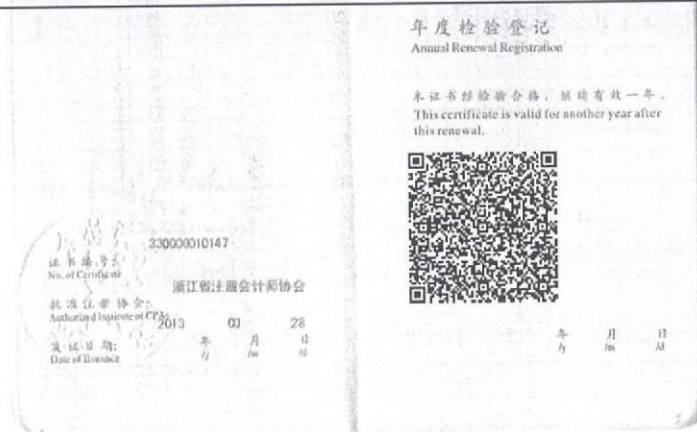 证书编号:
No. of Certificate
330000010147
批准注册协会:
Authorized Institute of CPAs
浙江省注册会计师协会
发证日期:
Date of Issuance
2013 年 03 月 28 日
/y /m /d
年度检验登记
Annual Renewal Registration
本证书经检验合格,继续有效一年。
This certificate is valid for another year after
this renewal.
年 月 日
/y /m /d
5